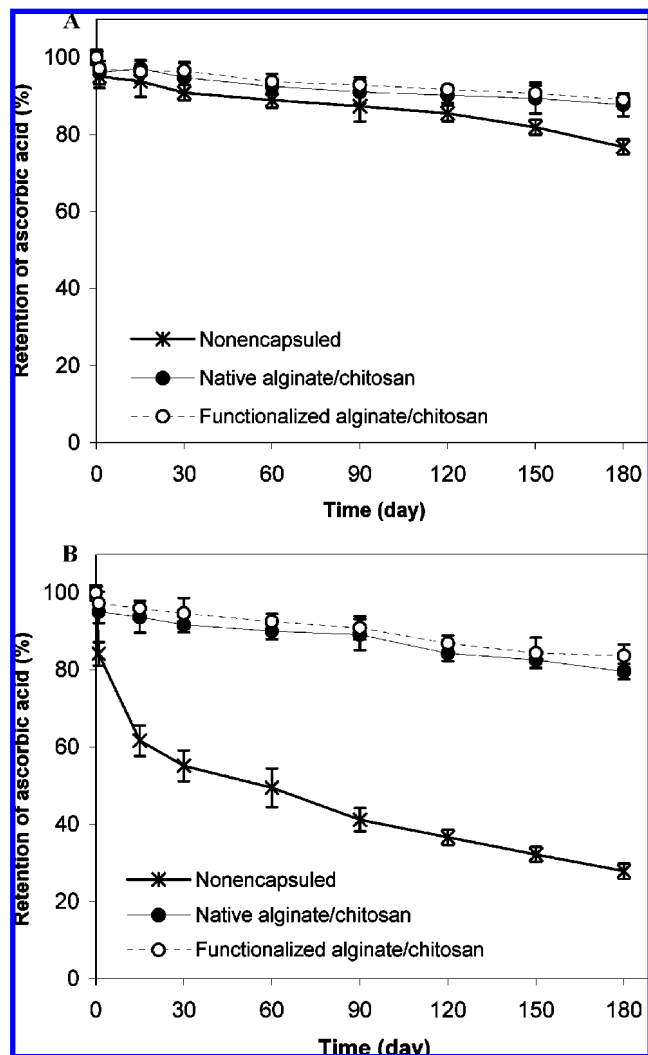 A
Retention of ascorbic acid (%)
100
80
60
40
20
0
Nonencapsuled
Native alginate/chitosan
Functionalized alginate/chitosan
0 30 60 90 120 150 180
Time (day)
B
Retention of ascorbic acid (%)
100
80
60
40
20
0
Nonencapsuled
Native alginate/chitosan
Functionalized alginate/chitosan
0 30 60 90 120 150 180
Time (day)